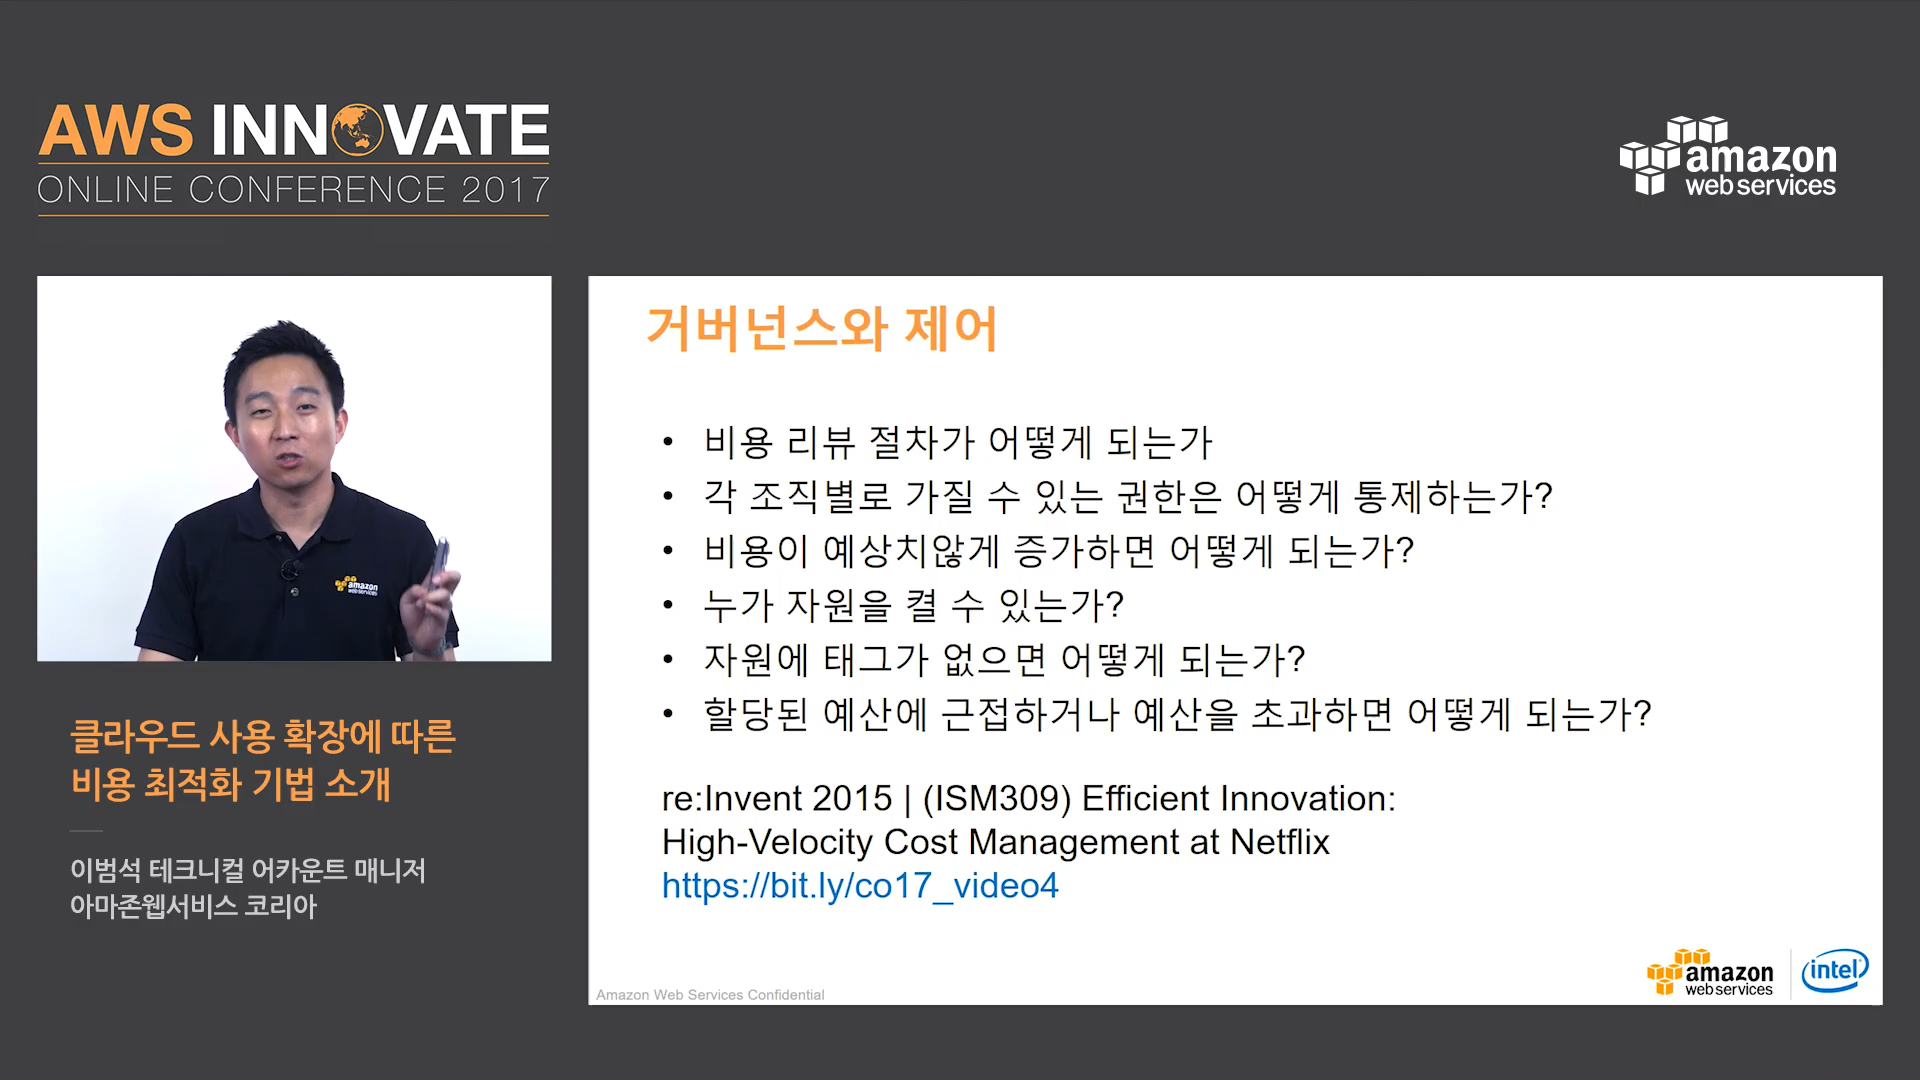 AWS INNOVATE
ONLINE CONFERENCE 2017
amazon
web services
거버넌스와 제어
• 비용 리뷰 절차가 어떻게 되는가
• 각 조직별로 가질 수 있는 권한은 어떻게 통제하는가?
• 비용이 예상치않게 증가하면 어떻게 되는가?
• 누가 자원을 켤 수 있는가?
• 자원에 태그가 없으면 어떻게 되는가?
• 할당된 예산에 근접하거나 예산을 초과하면 어떻게 되는가?
re:Invent 2015 | (ISM309) Efficient Innovation:
High-Velocity Cost Management at Netflix
https://bit.ly/co17_video4
amazon
web services
클라우드 사용 확장에 따른
비용 최적화 기법 소개
이범석 테크니컬 어카운트 매니저
아마존웹서비스 코리아
Amazon Web Services Confidential
amazon
web services
intel